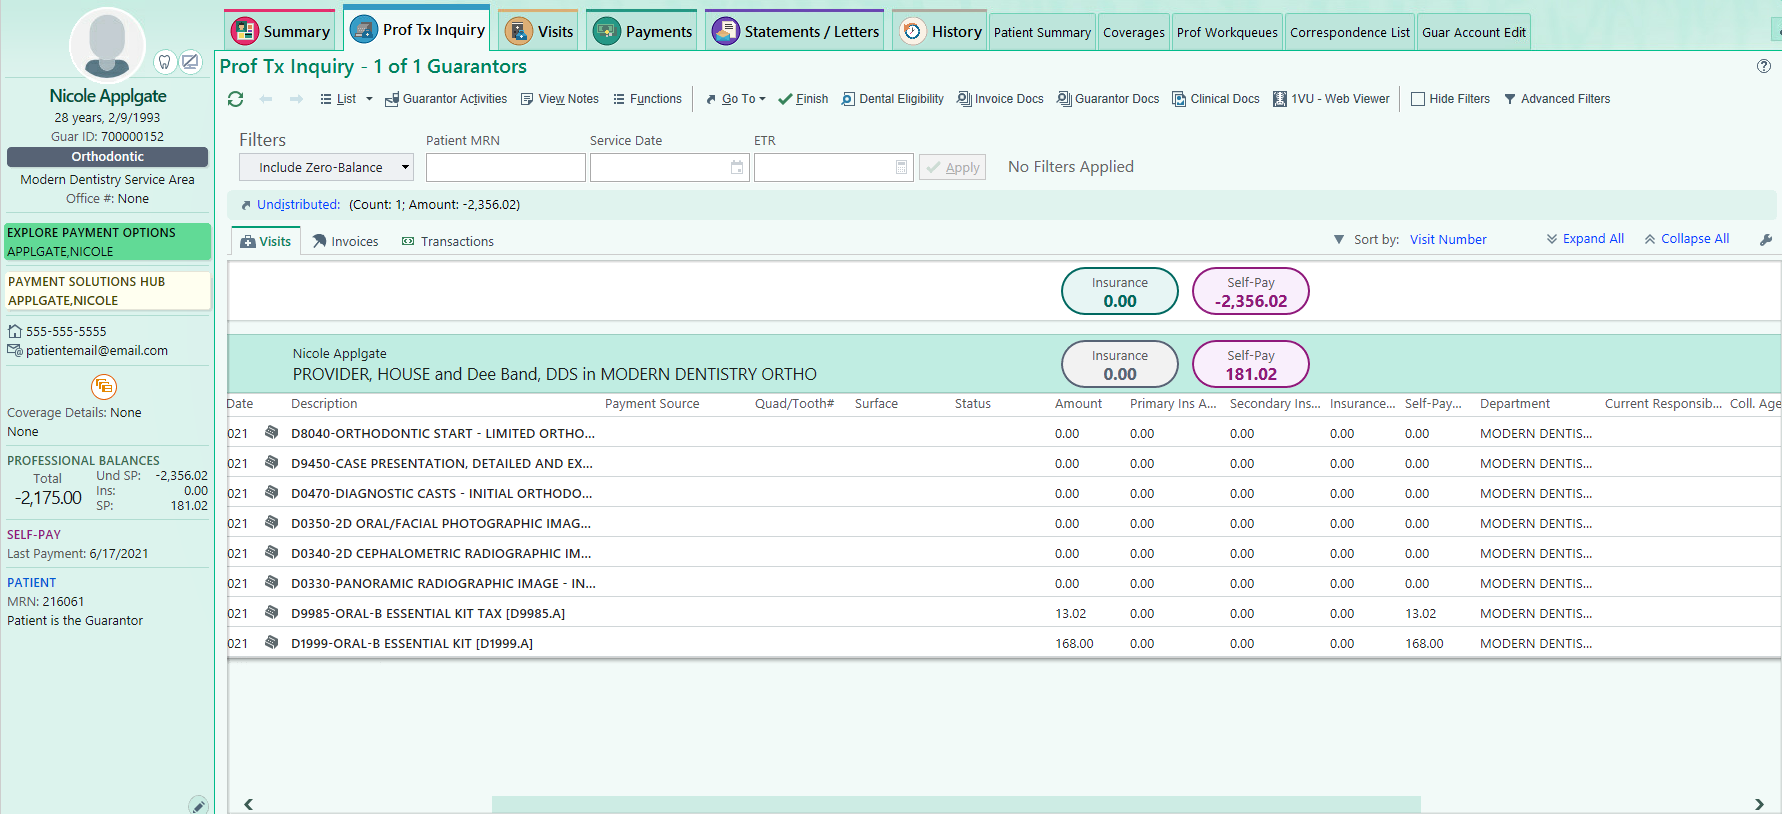 Summary
Prof Tx Inquiry
Visits
Payments
Statements / Letters
History
Patient Summary
Coverages
Prof Workqueues
Correspondence List
Guar Account Edit
Nicole Applgate
28 years, 2/9/1993
Guar ID: 700000152
Orthodontic
Modern Dentistry Service Area
Office #: None
EXPLORE PAYMENT OPTIONS
APPLGATE,NICOLE
PAYMENT SOLUTIONS HUB
APPLGATE,NICOLE
555-555-5555
patientemail@email.com
Coverage Details: None
None
PROFESSIONAL BALANCES
Total
-2,175.00
Und SP: -2,356.02
Ins: 0.00
SP: 181.02
SELF-PAY
Last Payment: 6/17/2021
PATIENT
MRN: 216061
Patient is the Guarantor
Prof Tx Inquiry - 1 of 1 Guarantors
List
Guarantor Activities
View Notes
Functions
Go To
Finish
Dental Eligibility
Invoice Docs
Guarantor Docs
Clinical Docs
1VU - Web Viewer
Hide Filters
Advanced Filters
Filters
Include Zero-Balance
Patient MRN
Service Date
ETR
Apply
No Filters Applied
Undistributed: (Count: 1; Amount: -2,356.02)
Visits
Invoices
Transactions
Sort by: Visit Number
Expand All
Collapse All
Insurance
0.00
Self-Pay
-2,356.02
Nicole Applgate
PROVIDER, HOUSE and Dee Band, DDS in MODERN DENTISTRY ORTHO
Insurance
0.00
Self-Pay
181.02
Date Description Payment Source Quad/Tooth# Surface Status Amount Primary Ins A... Secondary Ins... Insurance... Self-Pay... Department Current Responsib... Coll. Age
021 D8040-ORTHODONTIC START - LIMITED ORTHO... 0.00 0.00 0.00 0.00 0.00 MODERN DENTIS...
021 D9450-CASE PRESENTATION, DETAILED AND EX... 0.00 0.00 0.00 0.00 0.00 MODERN DENTIS...
021 D0470-DIAGNOSTIC CASTS - INITIAL ORTHODO... 0.00 0.00 0.00 0.00 0.00 MODERN DENTIS...
021 D0350-2D ORAL/FACIAL PHOTOGRAPHIC IMAG... 0.00 0.00 0.00 0.00 0.00 MODERN DENTIS...
021 D0340-2D CEPHALOMETRIC RADIOGRAPHIC IM... 0.00 0.00 0.00 0.00 0.00 MODERN DENTIS...
021 D0330-PANORAMIC RADIOGRAPHIC IMAGE - IN... 0.00 0.00 0.00 0.00 0.00 MODERN DENTIS...
021 D9985-ORAL-B ESSENTIAL KIT TAX [D9985.A] 13.02 0.00 0.00 0.00 13.02 MODERN DENTIS...
021 D1999-ORAL-B ESSENTIAL KIT [D1999.A] 168.00 0.00 0.00 0.00 168.00 MODERN DENTIS...